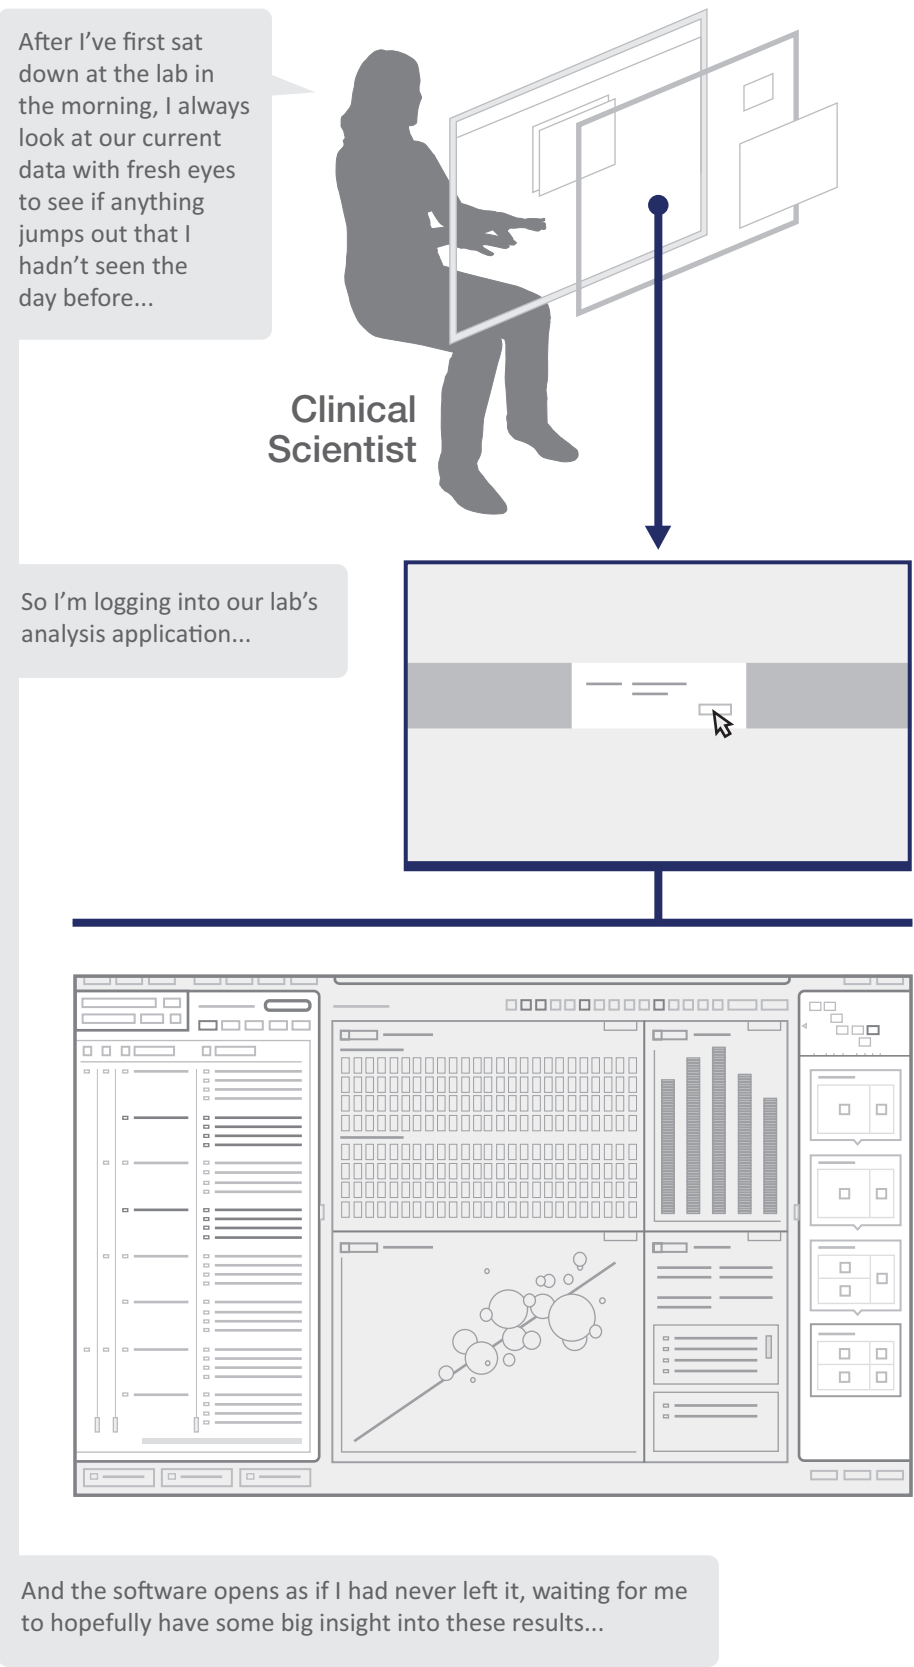 After I’ve first sat
down at the lab in
the morning, I always
look at our current
data with fresh eyes
to see if anything
jumps out that I
hadn’t seen the
day before...
Clinical
Scientist
So I’m logging into our lab’s
analysis application...
And the software opens as if I had never left it, waiting for me
to hopefully have some big insight into these results...